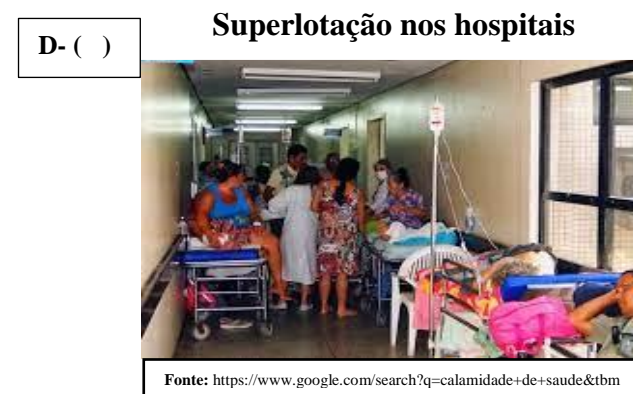 Superlotação nos hospitais
D- (   )
Fonte: https://www.google.com/search?q=calamidade+de+saude&tbm